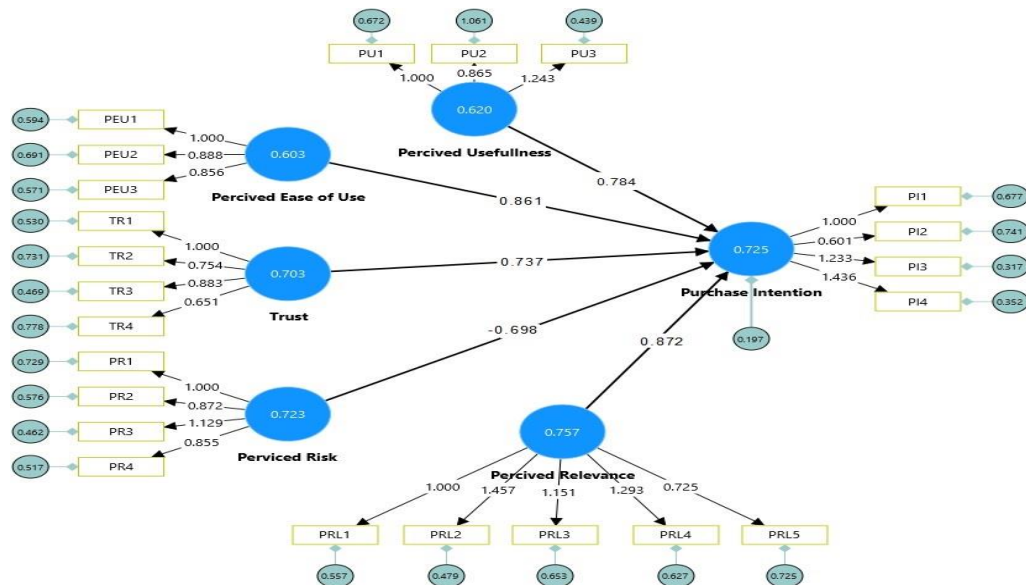 0.672 1.061 0.439
PU1 PU2 PU3
1.000 0.865 1.243
0.620
Percived Usefullness
0.594 PEU1
0.691 PEU2
0.571 PEU3
1.000
0.888
0.856
0.603
Percived Ease of Use
0.784
0.861
0.530 TR1
0.731 TR2
0.469 TR3
0.778 TR4
1.000
0.754
0.883
0.651
0.703
Trust
0.737
0.725
Purchase Intention
0.197
1.000
0.601
1.233
1.436
PI1 0.677
PI2 0.741
PI3 0.317
PI4 0.352
0.729 PR1
0.576 PR2
0.462 PR3
0.517 PR4
1.000
0.872
1.129
0.855
0.723
Perviced Risk
-0.698
0.872
0.757
Percived Relevance
1.000 1.457 1.151 1.293 0.725
PRL1 PRL2 PRL3 PRL4 PRL5
0.557 0.479 0.653 0.627 0.725